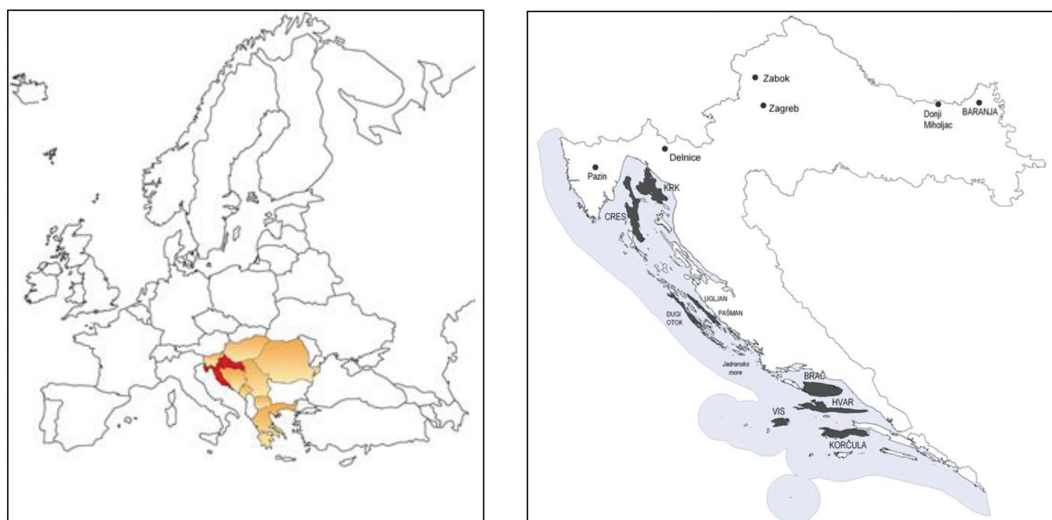 Zabok
Zagreb
Donji
Miholjac
BARANJA
Delnice
Pazin
KRK
CRES
UGLJAN
DUGI
OTOK
PAŠMAN
Jadransko
more
BRAČ
HVAR
VIS
KORČULA